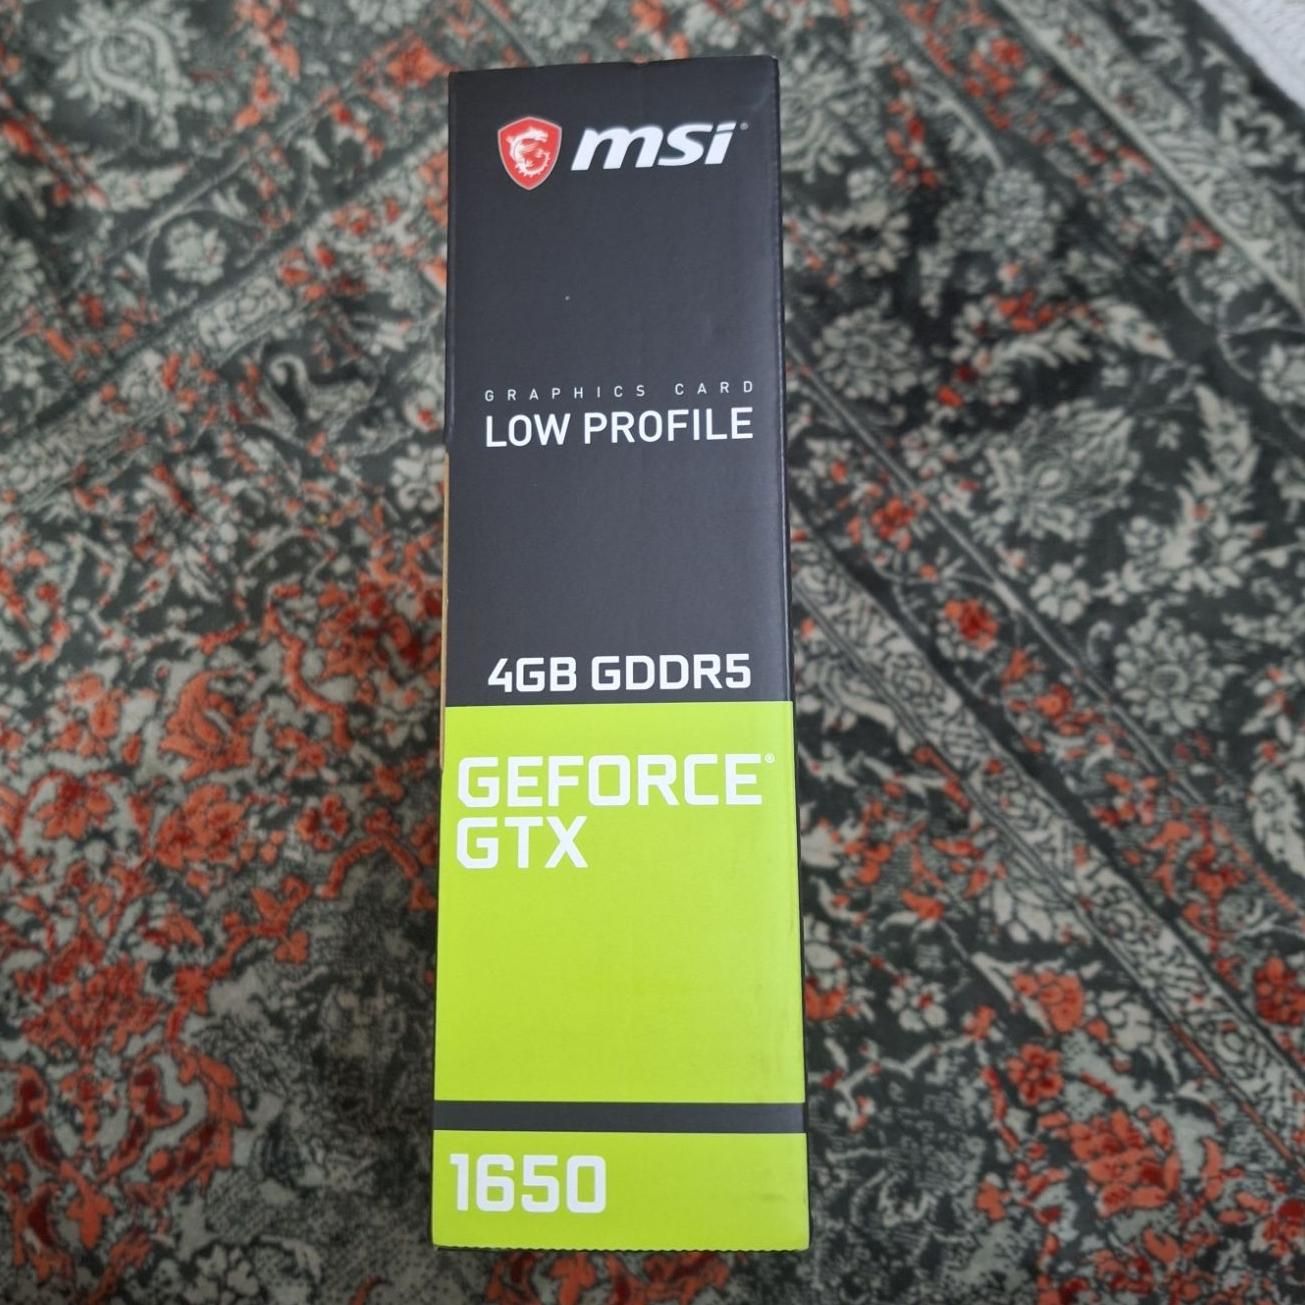 msi®
GRAPHICS CARD
LOW PROFILE
4GB GDDR5
GEFORCE®
GTX
1650